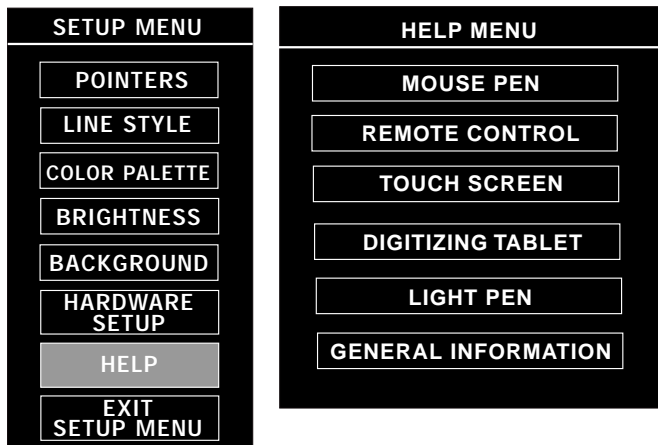 SETUP MENU
POINTERS
LINE STYLE
COLOR PALETTE
BRIGHTNESS
BACKGROUND
HARDWARE
SETUP
HELP
EXIT
SETUP MENU
HELP MENU
MOUSE PEN
REMOTE CONTROL
TOUCH SCREEN
DIGITIZING TABLET
LIGHT PEN
GENERAL INFORMATION